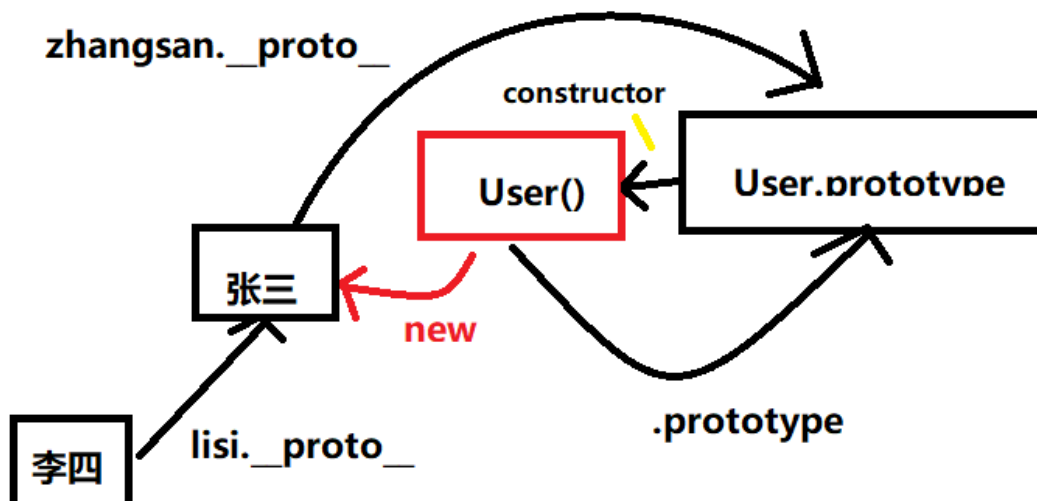 zhangsan.__proto__
constructor
User()
User.prototype
张三
new
.prototype
lisi.__proto__
李四